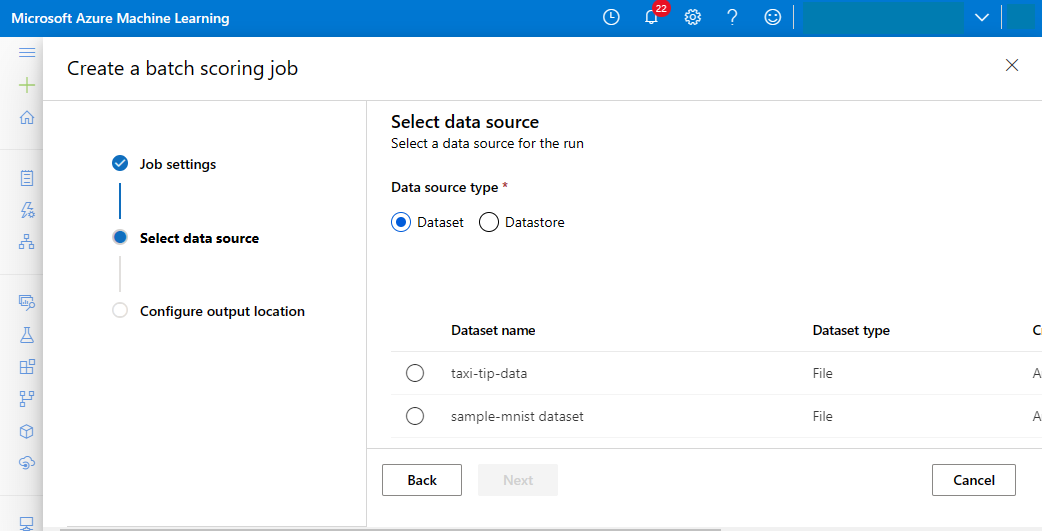 Microsoft Azure Machine Learning
22
Create a batch scoring job
Job settings
Select data source
Configure output location
Select data source
Select a data source for the run
Data source type *
Dataset
Datastore
Dataset name
Dataset type
C
taxi-tip-data
File
A
sample-mnist dataset
File
A
Back
Next
Cancel